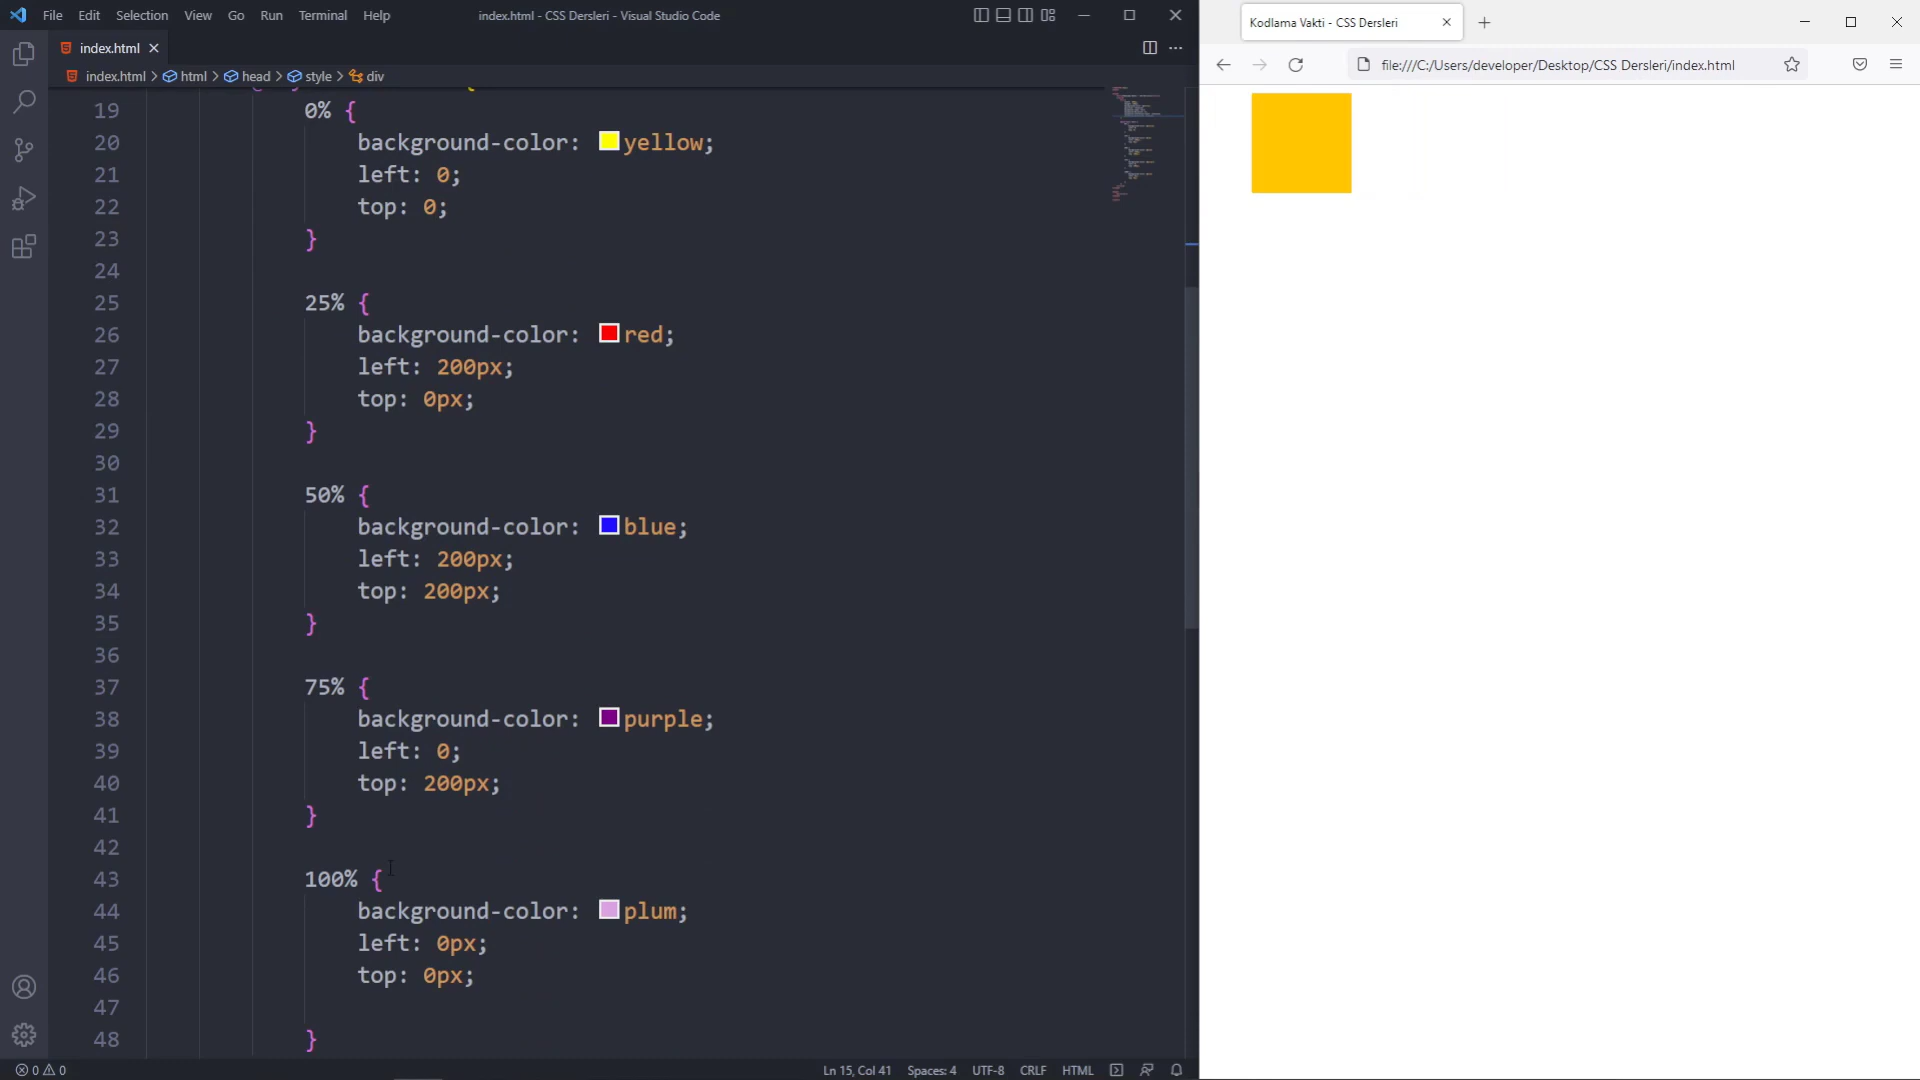 File Edit Selection View Go Run Terminal Help index.html - CSS Dersleri - Visual Studio Code
index.html
index.html > html > head > style > div
19 0% {
20 background-color: yellow;
21 left: 0;
22 top: 0;
23 }
24
25 25% {
26 background-color: red;
27 left: 200px;
28 top: 0px;
29 }
30
31 50% {
32 background-color: blue;
33 left: 200px;
34 top: 200px;
35 }
36
37 75% {
38 background-color: purple;
39 left: 0;
40 top: 200px;
41 }
42
43 100% {
44 background-color: plum;
45 left: 0px;
46 top: 0px;
47
48 }
0 0 Ln 15, Col 41 Spaces: 4 UTF-8 CRLF HTML
Kodlama Vakti - CSS Dersleri
file:///C:/Users/developer/Desktop/CSS Dersleri/index.html